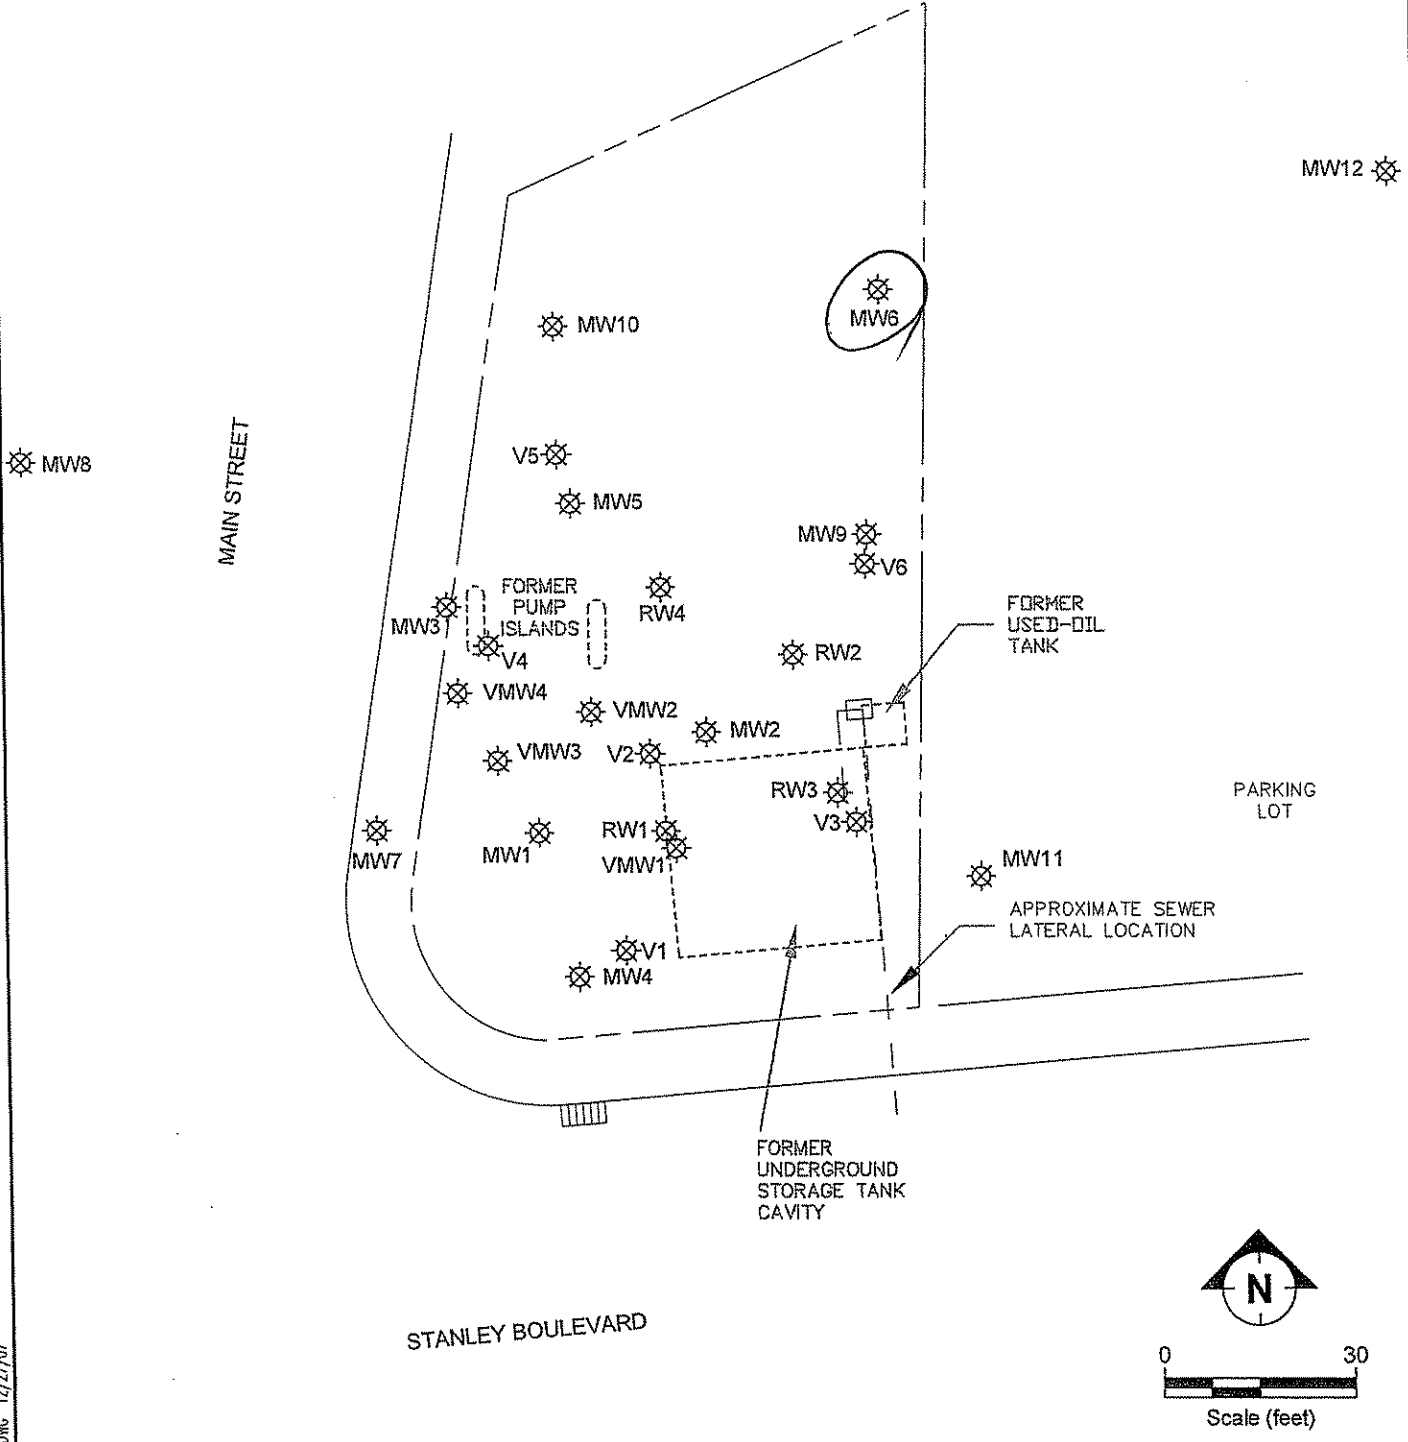 MW12
MW6
MW10
MAIN STREET
MW8
V5
MW5
MW9
V6
FORMER
PUMP
ISLANDS
RW4
MW3
V4
FORMER
USED-OIL
TANK
RW2
VMW4
VMW2
MW2
VMW3
V2
RW3
PARKING
LOT
V3
RW1
MW7
MW1
VMW1
MW11
APPROXIMATE SEWER
LATERAL LOCATION
V1
MW4
FORMER
UNDERGROUND
STORAGE TANK
CAVITY
N
STANLEY BOULEVARD
0 30
Scale (feet)